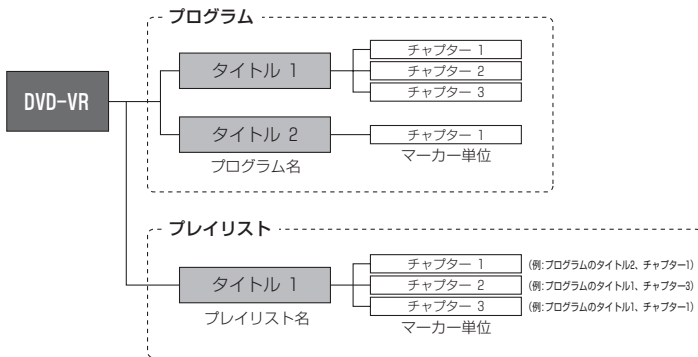 プログラム
DVD-VR
タイトル 1
チャプター 1
チャプター 2
チャプター 3
タイトル 2
チャプター 1
プログラム名
マーカー単位
プレイリスト
タイトル 1
チャプター 1 (例:プログラムのタイトル2、チャプター1)
チャプター 2 (例:プログラムのタイトル1、チャプター3)
チャプター 3 (例:プログラムのタイトル1、チャプター1)
プレイリスト名
マーカー単位